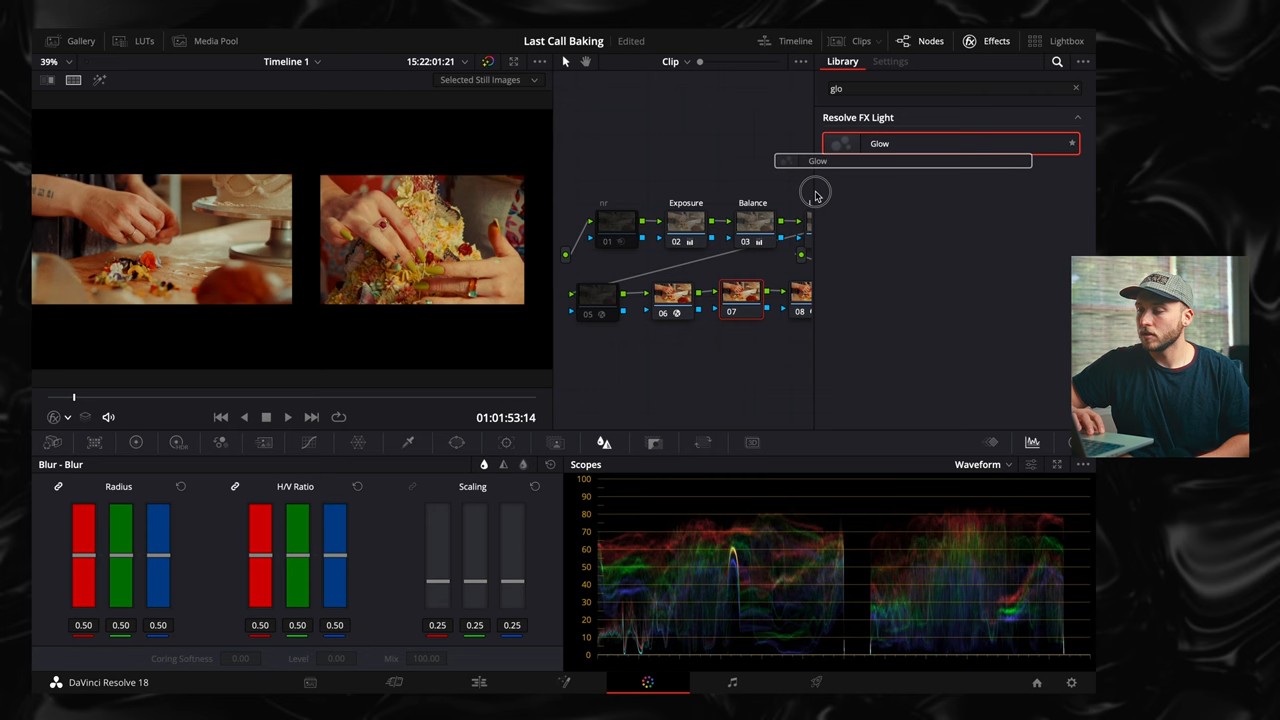 Gallery LUTs Media Pool Last Call Baking Edited Timeline Clips Nodes Effects Lightbox
39% Timeline 1 15:22:01:21 Clip Library Settings
Selected Still Images
glo
Resolve FX Light
Glow
Glow
nr Exposure Balance
01 02 03
05 06 07 08
01:01:53:14
Blur - Blur Scopes Waveform
Radius H/V Ratio Scaling
100
90
80
70
60
50
40
30
20
10
0
0.50 0.50 0.50 0.50 0.50 0.50 0.25 0.25 0.25
Coring Softness 0.00 Level 0.00 Mix 100.00
DaVinci Resolve 18